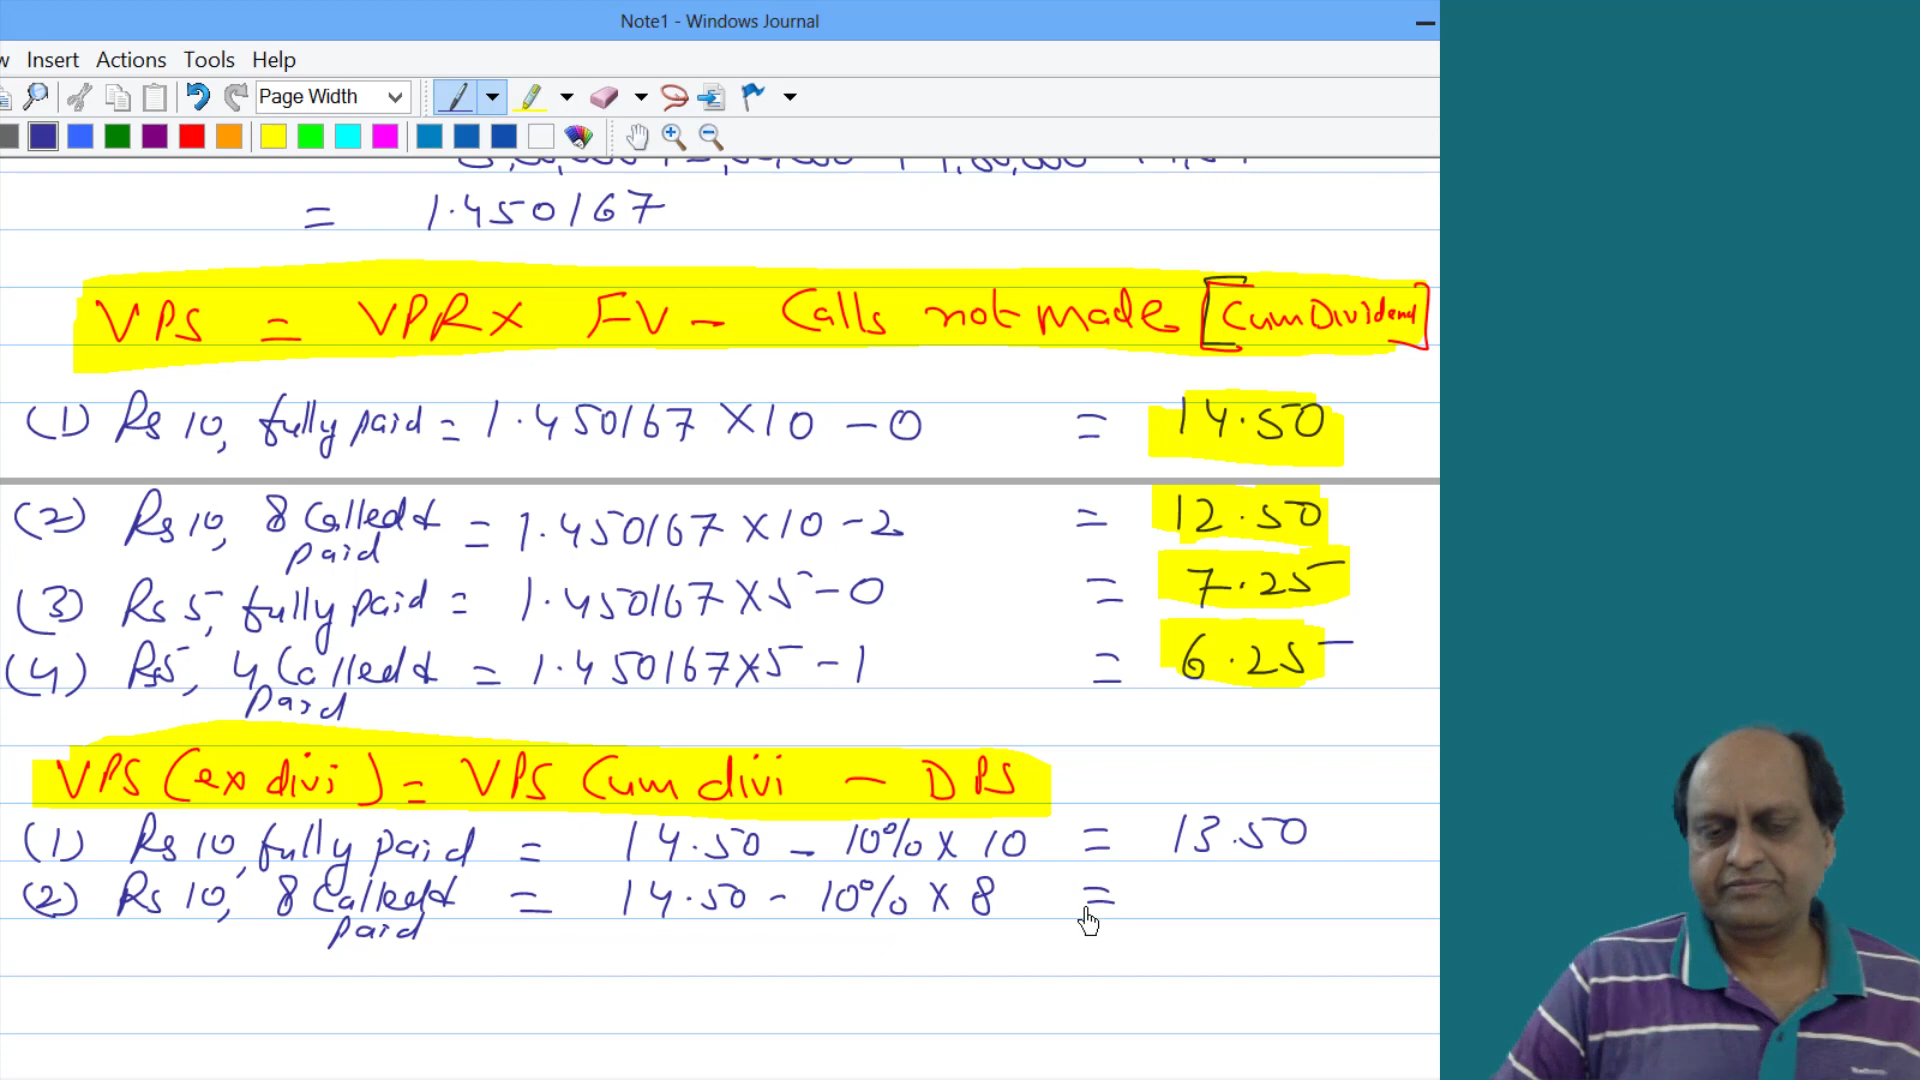 Note1 - Windows Journal
Insert Actions Tools Help
Page Width
= 1.450167
VPS = VPR X FV - Calls not made [Cum Dividend]
(1) Rs 10, fully paid = 1.450167 X 10 - 0 = 14.50
(2) Rs 10, 8 Called & paid = 1.450167 X 10 - 2 = 12.50
(3) Rs 5, fully paid = 1.450167 X 5 - 0 = 7.25
(4) Rs 5, 4 Called & paid = 1.450167 X 5 - 1 = 6.25
VPS (ex divi) = VPS Cum divi - DPS
(1) Rs 10, fully paid = 14.50 - 10% X 10 = 13.50
(2) Rs 10, 8 Called & paid = 14.50 - 10% X 8 =